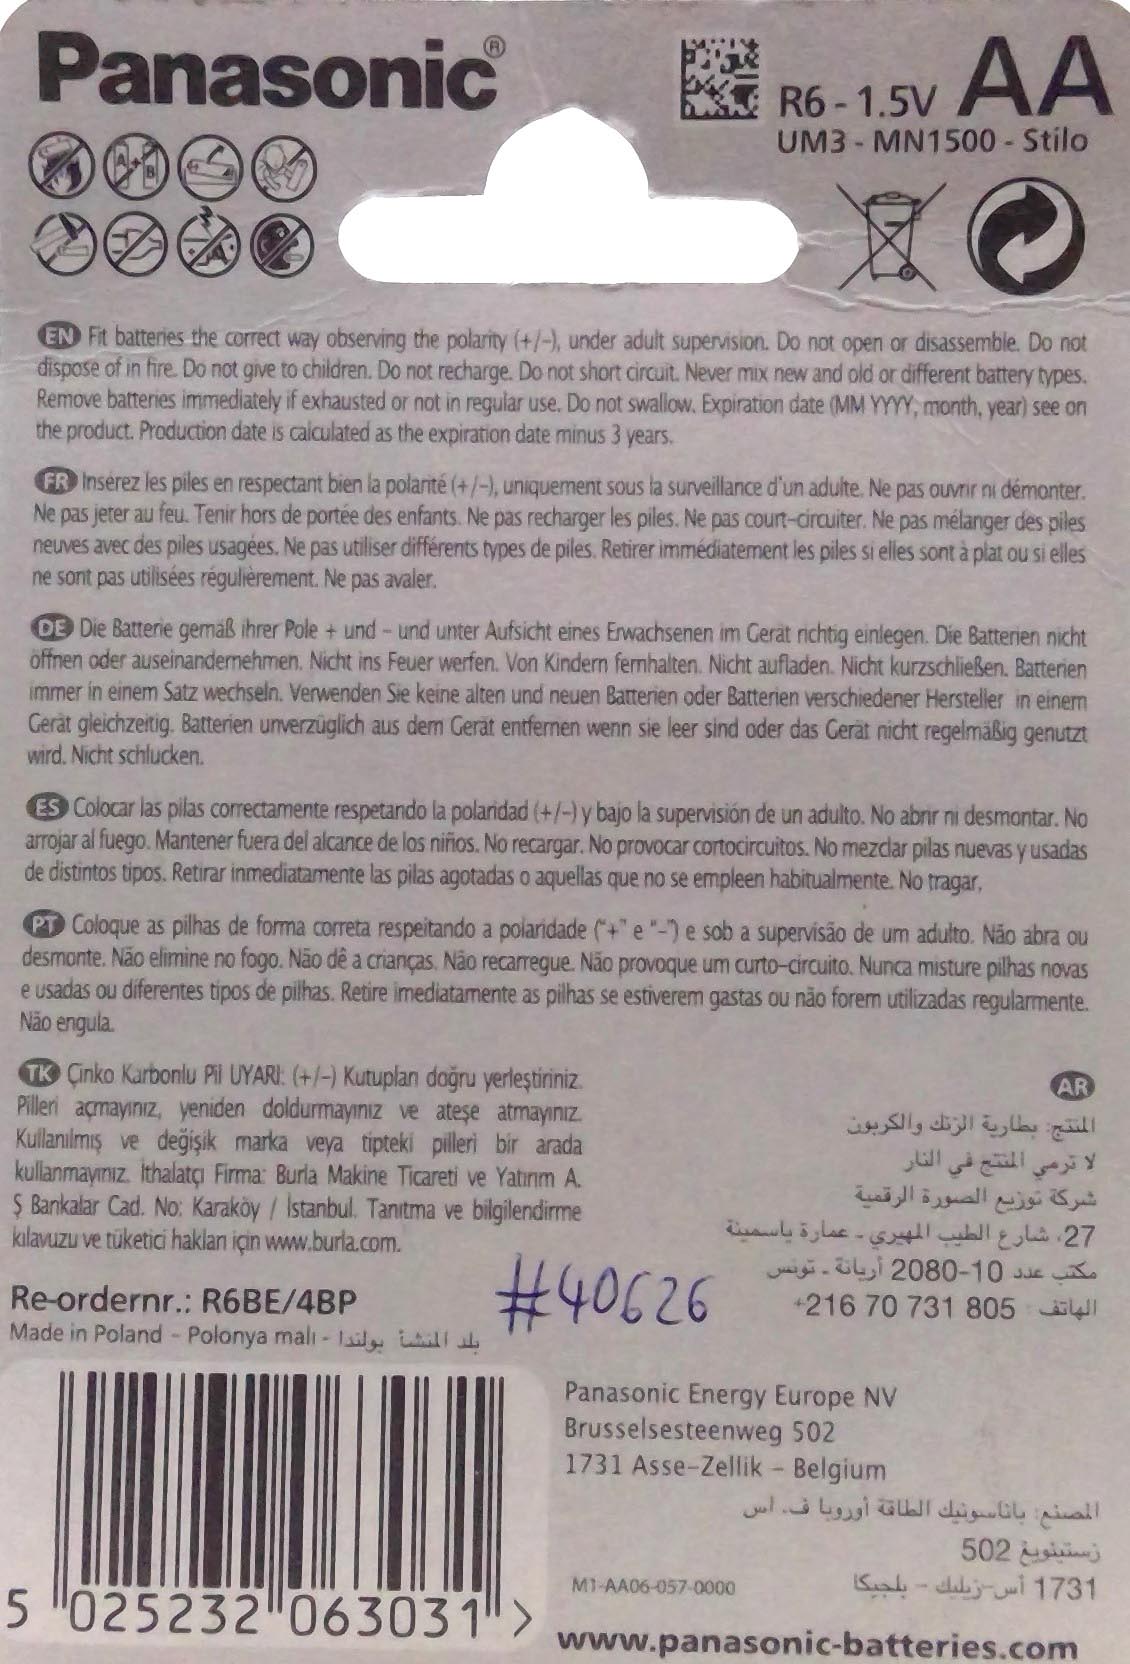 Panasonic®
R6 - 1.5V AA
UM3 - MN1500 - Stilo
EN Fit batteries the correct way observing the polarity (+/-), under adult supervision. Do not open or disassemble. Do not
dispose of in fire. Do not give to children. Do not recharge. Do not short circuit. Never mix new and old or different battery types.
Remove batteries immediately if exhausted or not in regular use. Do not swallow. Expiration date (MM YYYY, month, year) see on
the product. Production date is calculated as the expiration date minus 3 years.
FR Insérez les piles en respectant bien la polarité (+/-), uniquement sous la surveillance d'un adulte. Ne pas ouvrir ni démonter.
Ne pas jeter au feu. Tenir hors de portée des enfants. Ne pas recharger les piles. Ne pas court-circuiter. Ne pas mélanger des piles
neuves avec des piles usagées. Ne pas utiliser différents types de piles. Retirer immédiatement les piles si elles sont à plat ou si elles
ne sont pas utilisées régulièrement. Ne pas avaler.
DE Die Batterie gemäß ihrer Pole + und - und unter Aufsicht eines Erwachsenen im Gerät richtig einlegen. Die Batterien nicht
öffnen oder auseinandernehmen. Nicht ins Feuer werfen. Von Kindern fernhalten. Nicht aufladen. Nicht kurzschließen. Batterien
immer in einem Satz wechseln. Verwenden Sie keine alten und neuen Batterien oder Batterien verschiedener Hersteller in einem
Gerät gleichzeitig. Batterien unverzüglich aus dem Gerät entfernen wenn sie leer sind oder das Gerät nicht regelmäßig genutzt
wird. Nicht schlucken.
ES Colocar las pilas correctamente respetando la polaridad (+/-) y bajo la supervisión de un adulto. No abrir ni desmontar. No
arrojar al fuego. Mantener fuera del alcance de los niños. No recargar. No provocar cortocircuitos. No mezclar pilas nuevas y usadas
de distintos tipos. Retirar inmediatamente las pilas agotadas o aquellas que no se empleen habitualmente. No tragar.
PT Coloque as pilhas de forma correta respeitando a polaridade ("+" e "-") e sob a supervisão de um adulto. Não abra ou
desmonte. Não elimine no fogo. Não dê a crianças. Não recarregue. Não provoque um curto-circuito. Nunca misture pilhas novas
e usadas ou diferentes tipos de pilhas. Retire imediatamente as pilhas se estiverem gastas ou não forem utilizadas regularmente.
Não engula.
TK Çinko Karbonlu Pil UYARI: (+/-) Kutupları doğru yerleştiriniz.
Pilleri açmayınız, yeniden doldurmayınız ve ateşe atmayınız.
Kullanılmış ve değişik marka veya tipteki pilleri bir arada
kullanmayınız. İthalatçı Firma: Burla Makine Ticareti ve Yatırım A.
Ş Bankalar Cad. No: Karaköy / İstanbul. Tanıtma ve bilgilendirme
kılavuzu ve tüketici hakları için www.burla.com.
AR
المنتج: بطارية الزنك والكربون
لا ترمي المنتج في النار
شركة توزيع الصورة الرقمية
27، شارع الطيب المهيري - عمارة ياسمينة
مكتب عدد 10-2080 أريانة - تونس
الهاتف : 805 731 70 216+
Re-ordernr.: R6BE/4BP
#40626
Made in Poland - Polonya malı - بلد المنشأ بولندا
Panasonic Energy Europe NV
Brusselsesteenweg 502
1731 Asse-Zellik - Belgium
المصنع: باناسونيك الطاقة أوروبا ف. اس
زستينويغ 502
1731 أس-زيليك - بلجيكا
M1-AA06-057-0000
5 025232 063031 >
www.panasonic-batteries.com